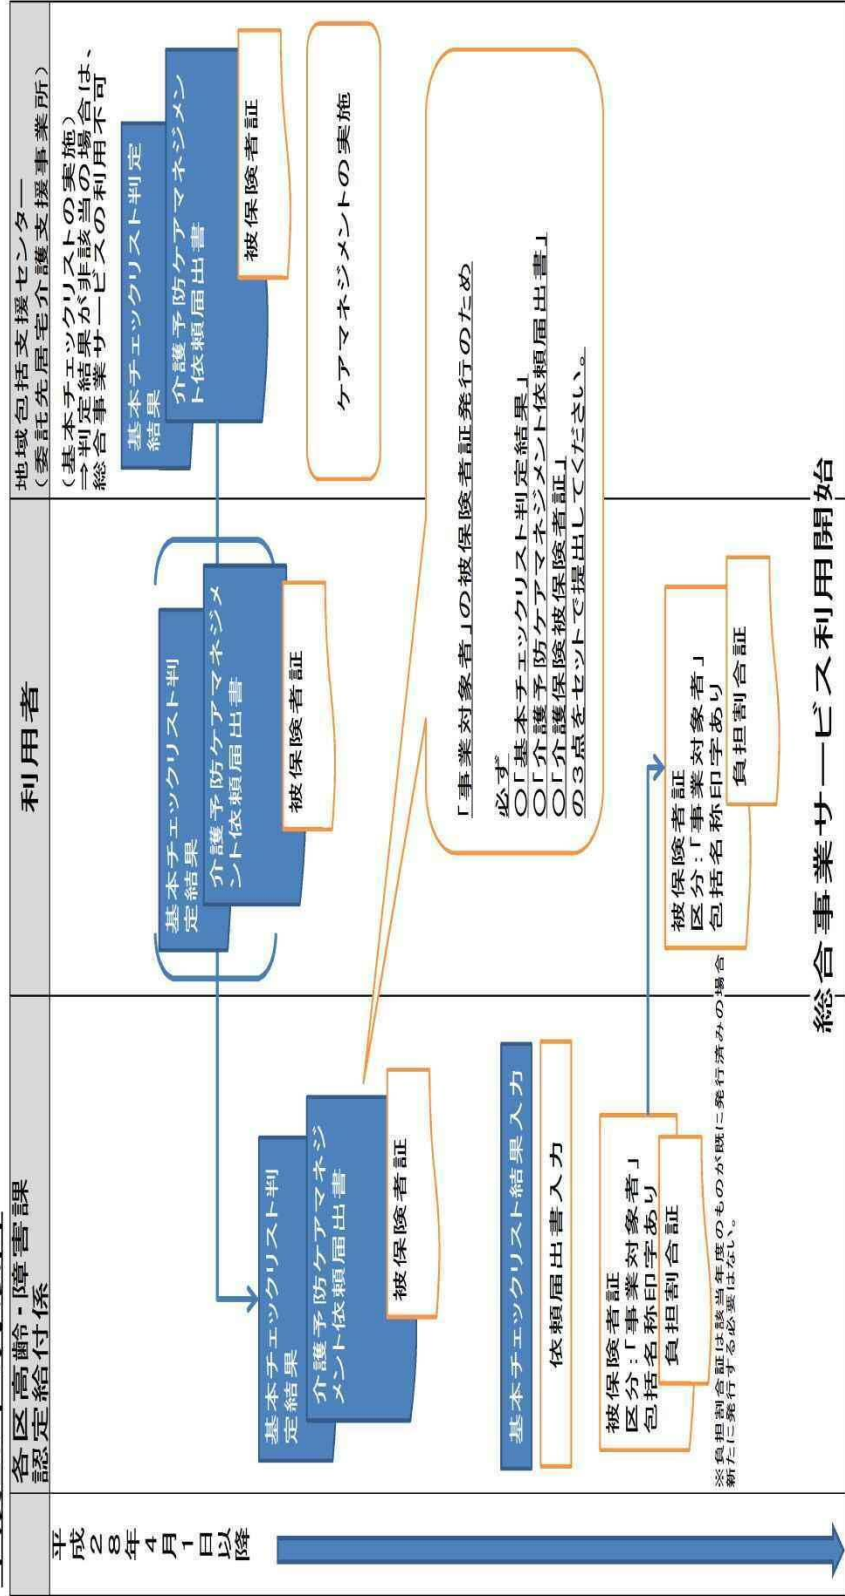 各区高齢・障害課
認定給付係
利用者
地域包括支援センター
（委託先居宅介護支援事業所）
平成２８年４月１日以降
（基本チェックリストの実施）
⇒判定結果が非該当の場合は、
総合事業サービスの利用不可
基本チェックリスト判定
結果
介護予防ケアマネジメン
ト依頼届出書
被保険者証
ケアマネジメントの実施
基本チェックリスト判
定結果
介護予防ケアマネジメ
ント依頼届出書
被保険者証
基本チェックリスト判
定結果
介護予防ケアマネジ
メント依頼届出書
被保険者証
「事業対象者」の被保険者証発行のため
必ず
○「基本チェックリスト判定結果」
○「介護予防ケアマネジメント依頼届出書」
○「介護保険被保険者証」
の３点をセットで提出してください。
基本チェックリスト結果入力
依頼届出書入力
被保険者証
区分：「事業対象者」
包括名称印字あり
負担割合証
被保険者証
区分：「事業対象者」
包括名称印字あり
負担割合証
※負担割合証は該当年度のものが既に発行済みの場合
新たに発行する必要はない。
総合事業サービス利用開始